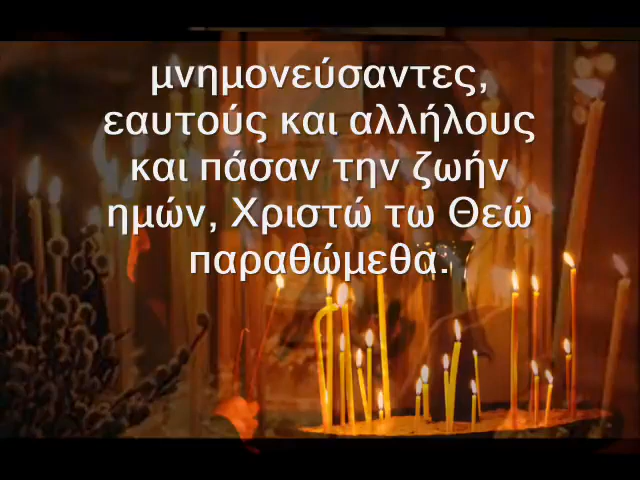 μνημονεύσαντες,
εαυτούς και αλλήλους
και πάσαν την ζωήν
ημών, Χριστώ τω Θεώ
παραθώμεθα.